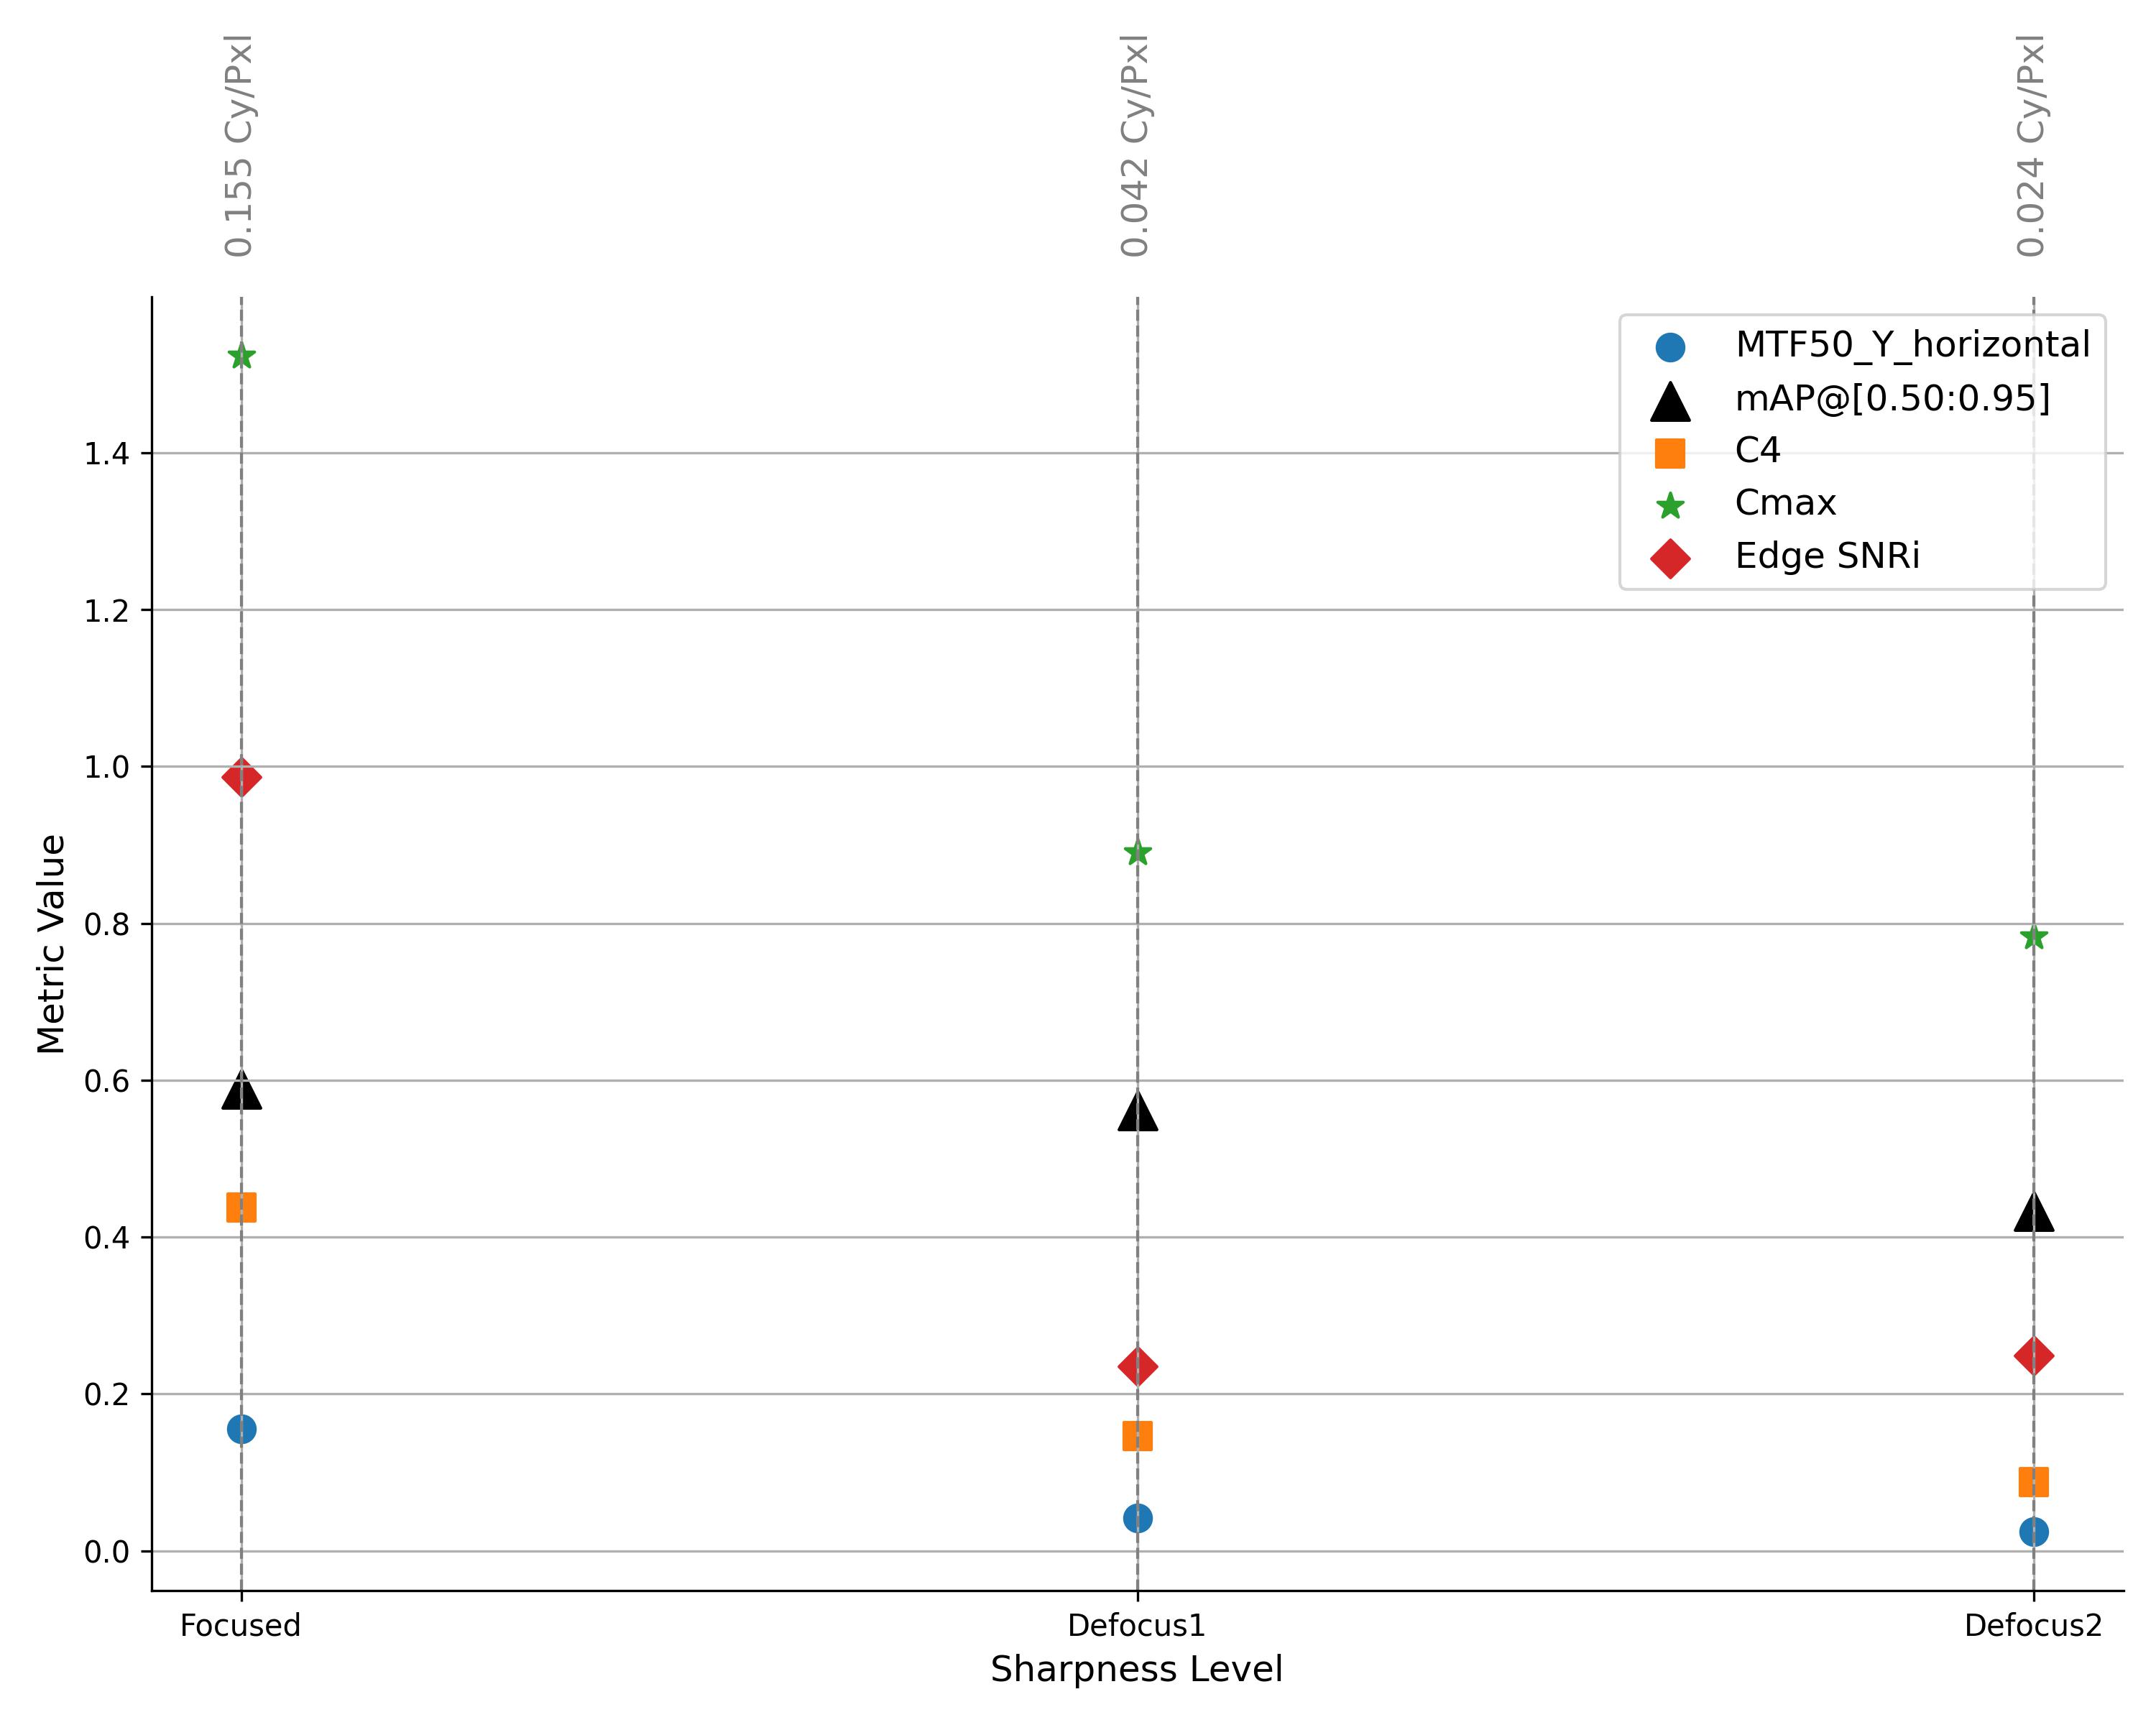 0.155 Cy/Pxl
0.042 Cy/Pxl
0.024 Cy/Pxl
MTF50_Y_horizontal
mAP@[0.50:0.95]
C4
Cmax
Edge SNRi
Metric Value
1.4
1.2
1.0
0.8
0.6
0.4
0.2
0.0
Focused
Defocus1
Defocus2
Sharpness Level